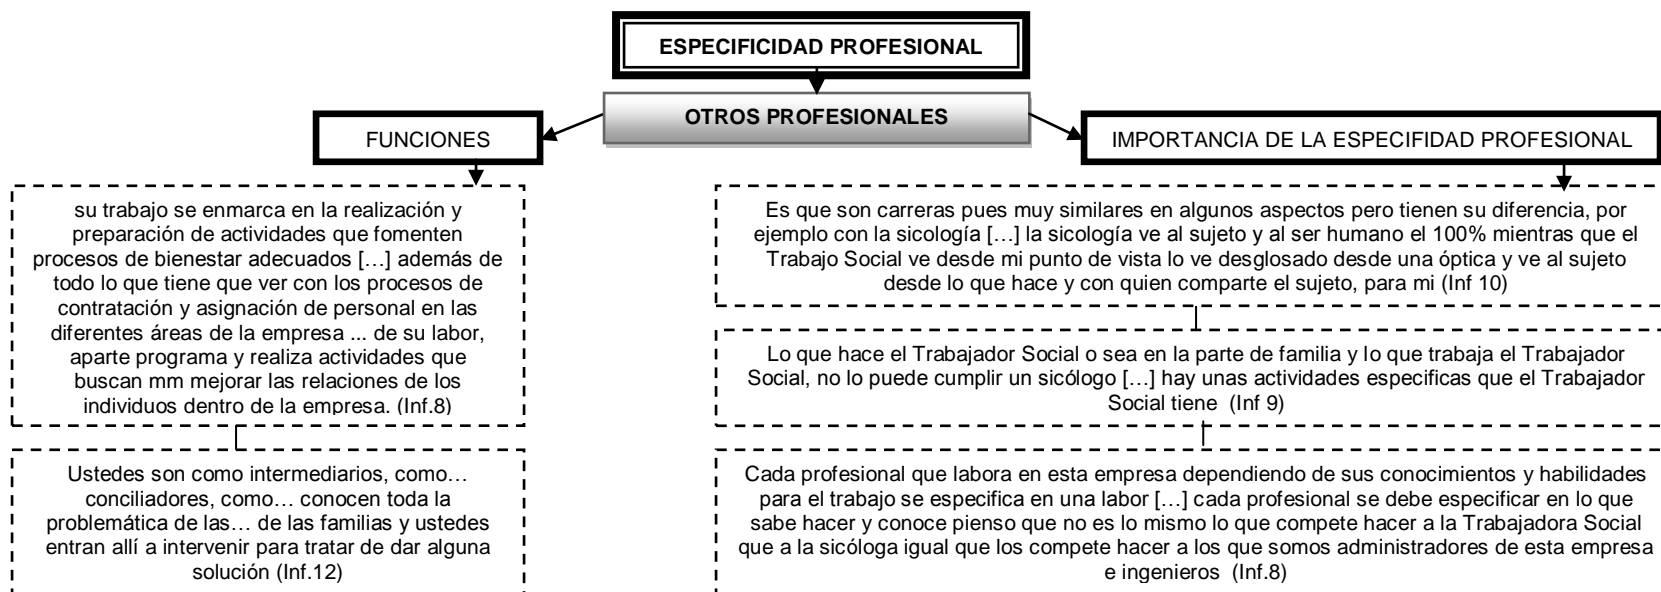 ESPECIFICIDAD PROFESIONAL
OTROS PROFESIONALES
FUNCIONES
su trabajo se enmarca en la realización y
preparación de actividades que fomenten
procesos de bienestar adecuados […] además de
todo lo que tiene que ver con los procesos de
contratación y asignación de personal en las
diferentes áreas de la empresa ... de su labor,
aparte programa y realiza actividades que
buscan mm mejorar las relaciones de los
individuos dentro de la empresa. (Inf.8)
Ustedes son como intermediarios, como…
conciliadores, como… conocen toda la
problemática de las… de las familias y ustedes
entran allí a intervenir para tratar de dar alguna
solución (Inf.12)
IMPORTANCIA DE LA ESPECIFIDAD PROFESIONAL
Es que son carreras pues muy similares en algunos aspectos pero tienen su diferencia, por
ejemplo con la sicología […] la sicología ve al sujeto y al ser humano el 100% mientras que el
Trabajo Social ve desde mi punto de vista lo ve desglosado desde una óptica y ve al sujeto
desde lo que hace y con quien comparte el sujeto, para mi (Inf 10)
Lo que hace el Trabajador Social o sea en la parte de familia y lo que trabaja el Trabajador
Social, no lo puede cumplir un sicólogo […] hay unas actividades especificas que el Trabajador
Social tiene (Inf 9)
Cada profesional que labora en esta empresa dependiendo de sus conocimientos y habilidades
para el trabajo se especifica en una labor […] cada profesional se debe especificar en lo que
sabe hacer y conoce pienso que no es lo mismo lo que compete hacer a la Trabajadora Social
que a la sicóloga igual que los compete hacer a los que somos administradores de esta empresa
e ingenieros (Inf.8)